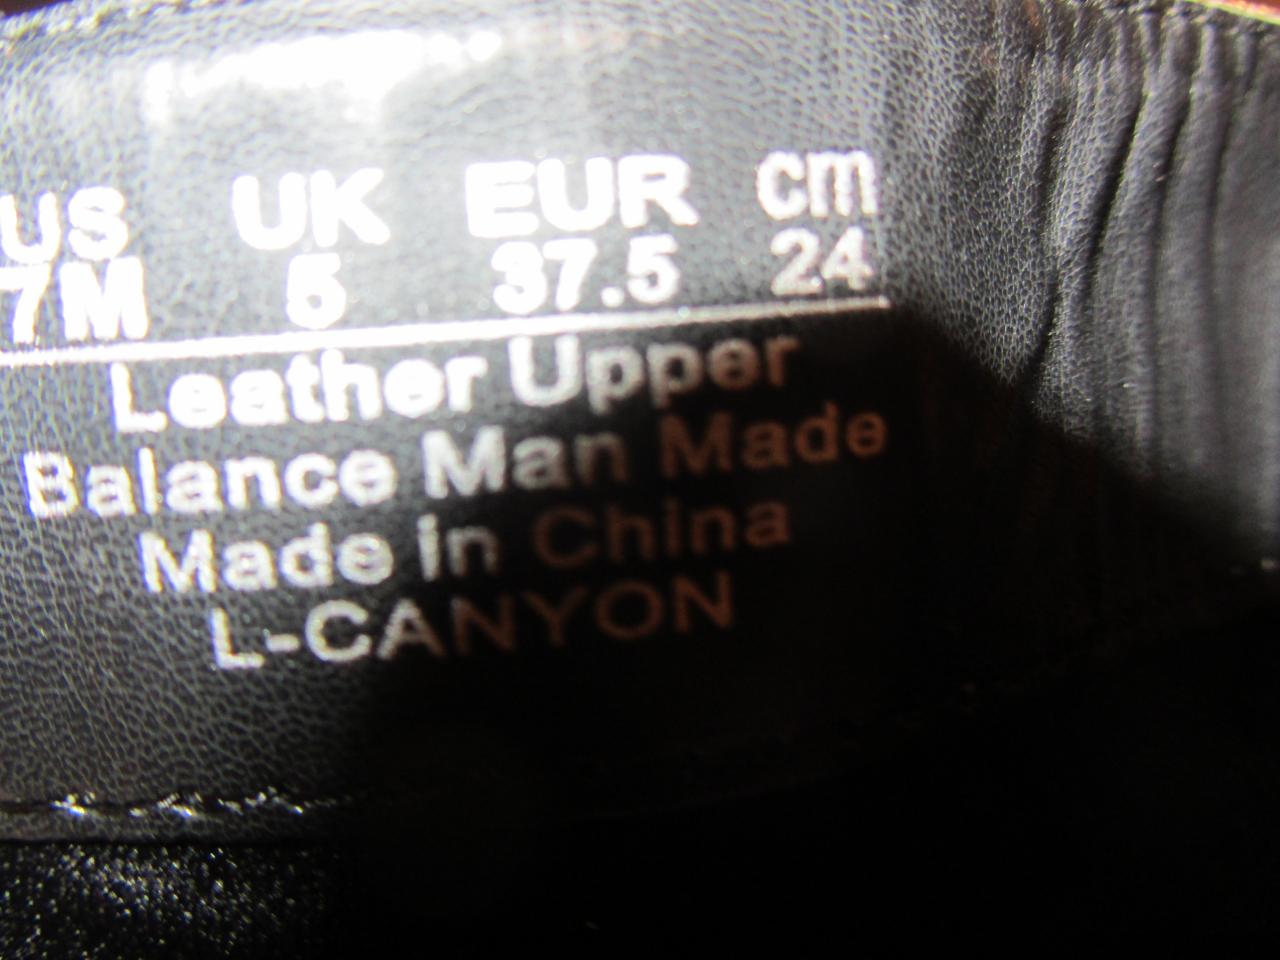 US UK EUR cm
7M 5 37.5 24
Leather Upper
Balance Man Made
Made in China
L-CANYON